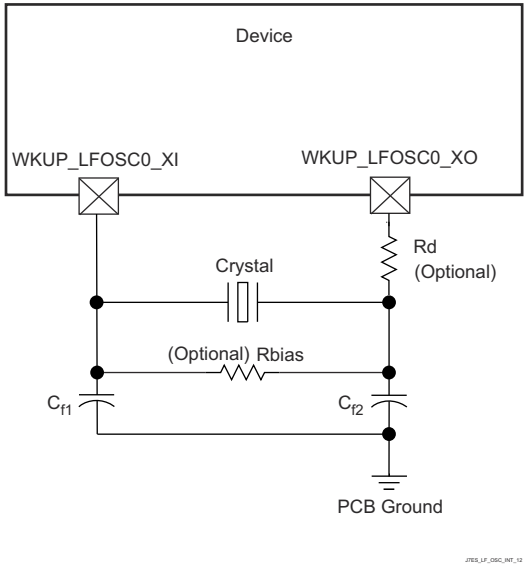 Device
WKUP_LFOSC0_XI
WKUP_LFOSC0_XO
Rd
(Optional)
Crystal
(Optional) Rbias
Cf1
Cf2
PCB Ground
J7ES_LF_OSC_INT_12